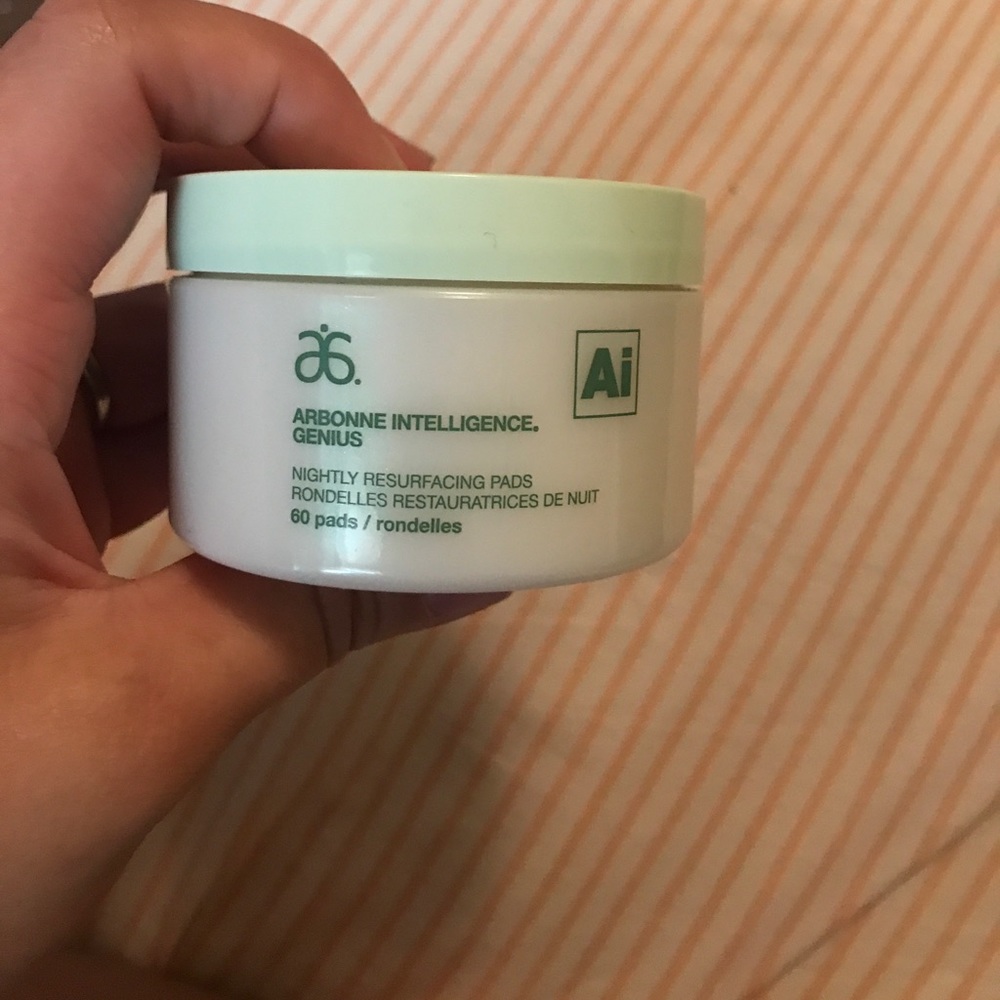 ARBONNE INTELLIGENCE.
GENIUS
Ai
NIGHTLY RESURFACING PADS
RONDELLES RESTAURATRICES DE NUIT
60 pads / rondelles